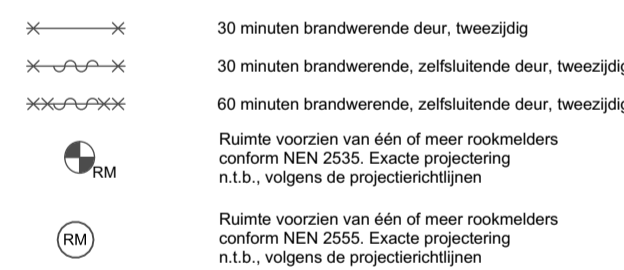 30 minuten brandwerende deur, tweezijdig
30 minuten brandwerende, zelfsluitende deur, tweezijdig
60 minuten brandwerende, zelfsluitende deur, tweezijdig
Ruimte voorzien van één of meer rookmelders
conform NEN 2535. Exacte projectering
n.t.b., volgens de projectierichtlijnen
RM
Ruimte voorzien van één of meer rookmelders
conform NEN 2555. Exacte projectering
n.t.b., volgens de projectierichtlijnen
RM